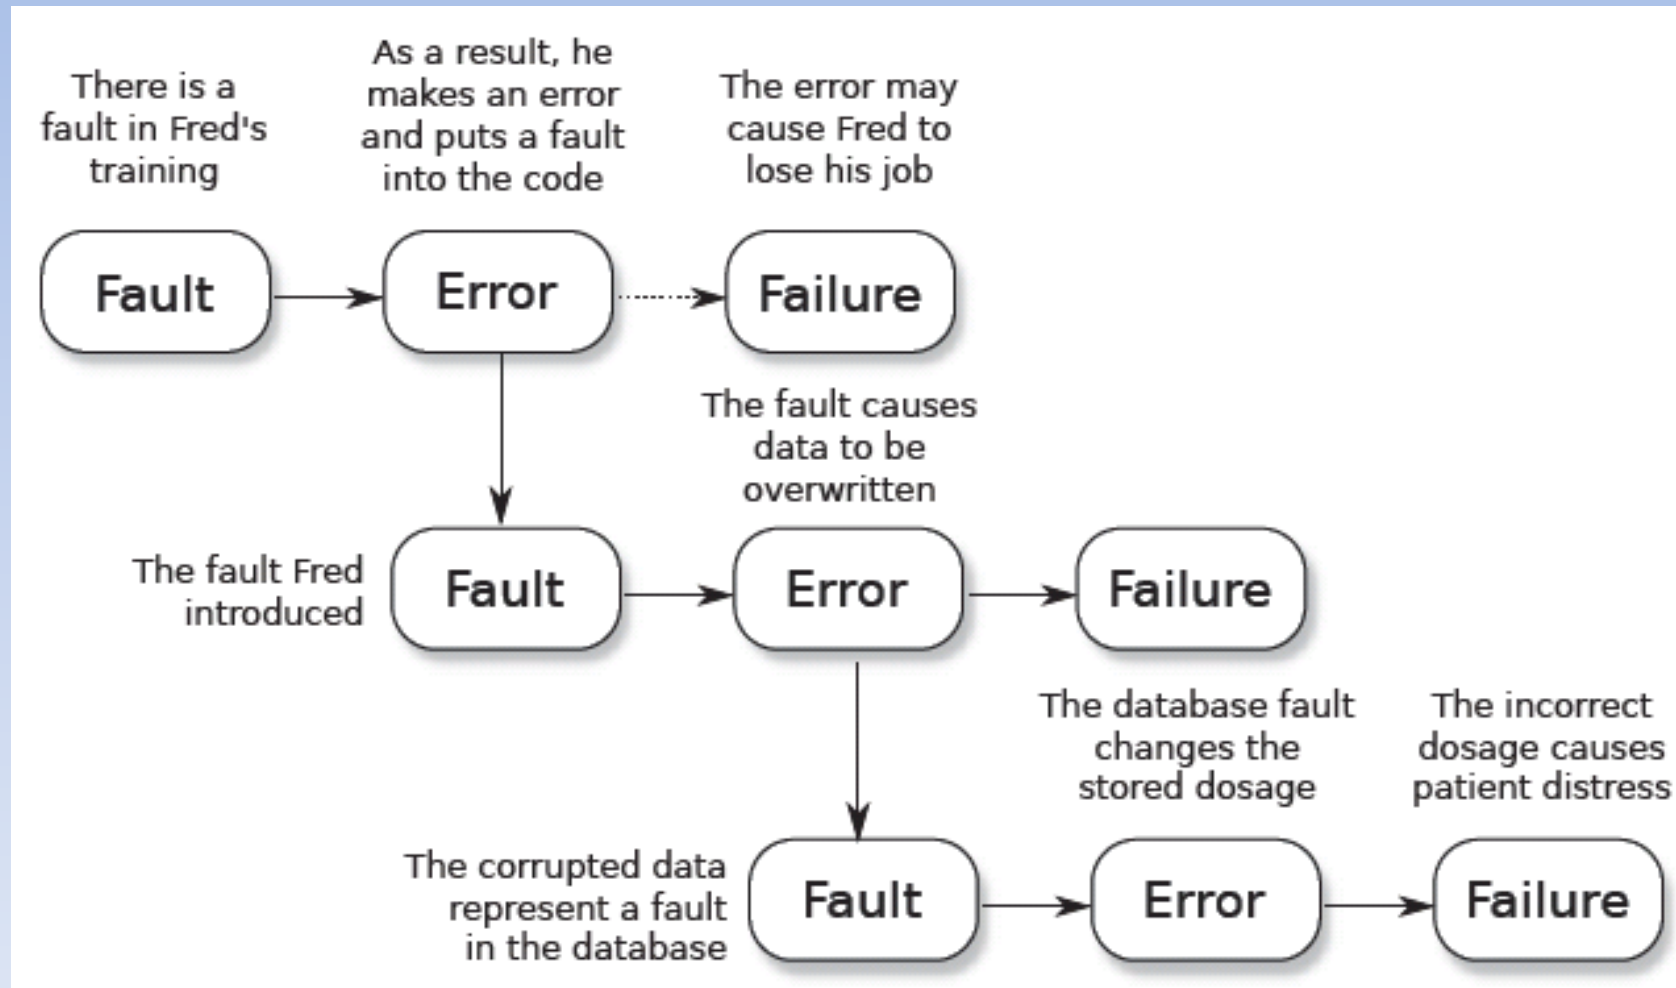 There is a
fault in Fred's
training
As a result, he
makes an error
and puts a fault
into the code
The error may
cause Fred to
lose his job
Fault
Error
Failure
The fault causes
data to be
overwritten
The fault Fred
introduced
Fault
Error
Failure
The database fault
changes the
stored dosage
The incorrect
dosage causes
patient distress
The corrupted data
represent a fault
in the database
Fault
Error
Failure